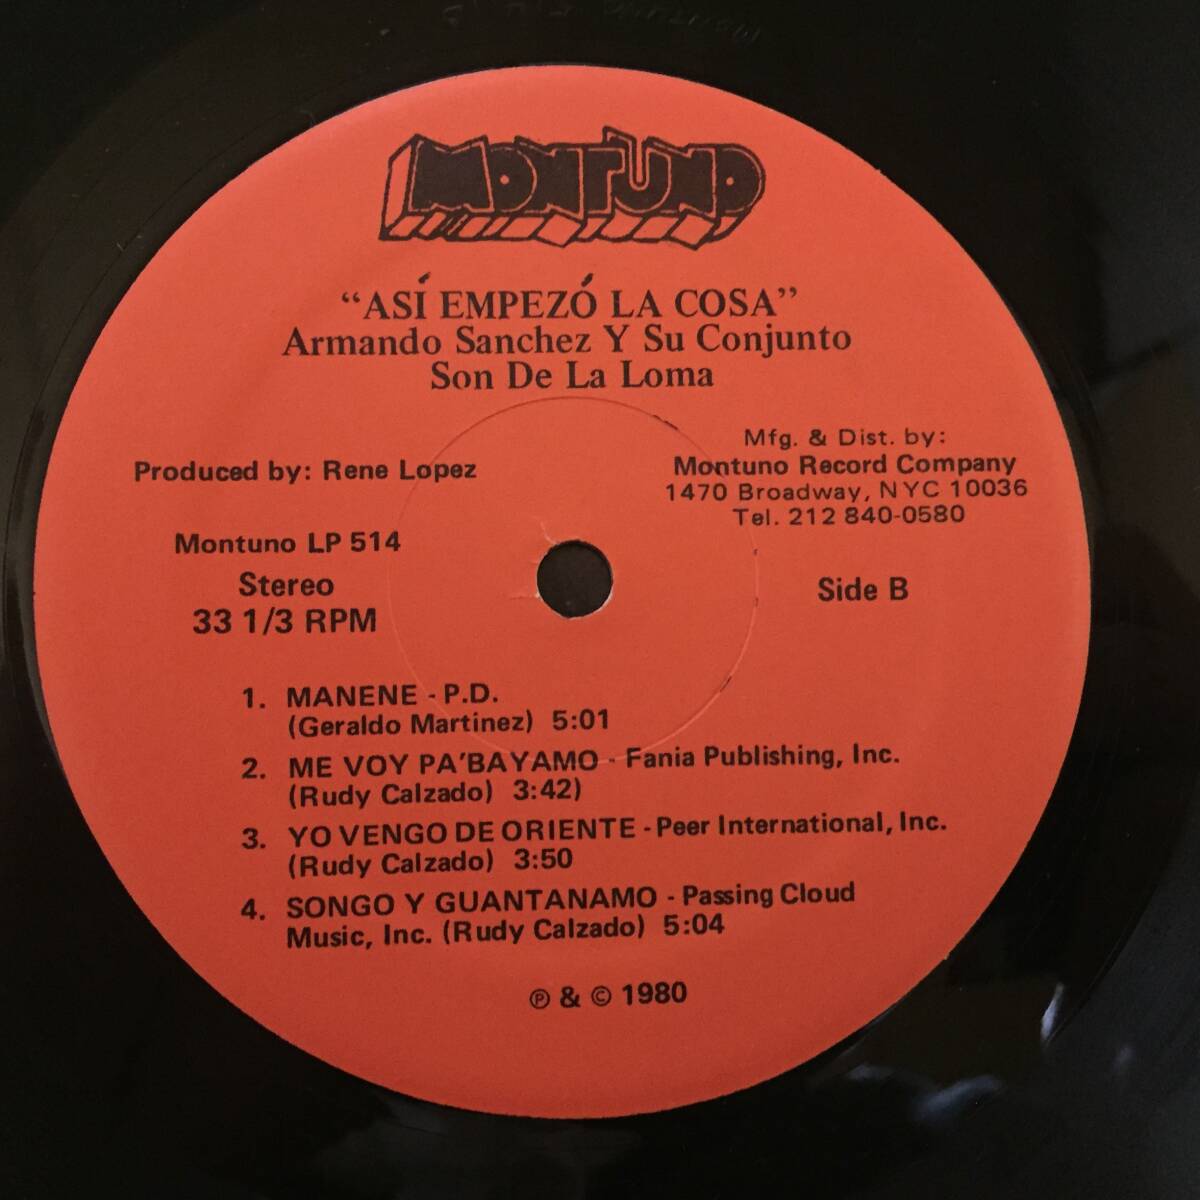 MONTUNO
“ASÍ EMPEZÓ LA COSA”
Armando Sanchez Y Su Conjunto
Son De La Loma
Produced by: Rene Lopez
Mfg. & Dist. by:
Montuno Record Company
1470 Broadway, NYC 10036
Tel. 212 840-0580
Montuno LP 514
Stereo
33 1/3 RPM
Side B
1. MANENE - P.D.
(Geraldo Martinez) 5:01
2. ME VOY PA'BAYAMO - Fania Publishing, Inc.
(Rudy Calzado) 3:42)
3. YO VENGO DE ORIENTE - Peer International, Inc.
(Rudy Calzado) 3:50
4. SONGO Y GUANTANAMO - Passing Cloud
Music, Inc. (Rudy Calzado) 5:04
℗ & © 1980